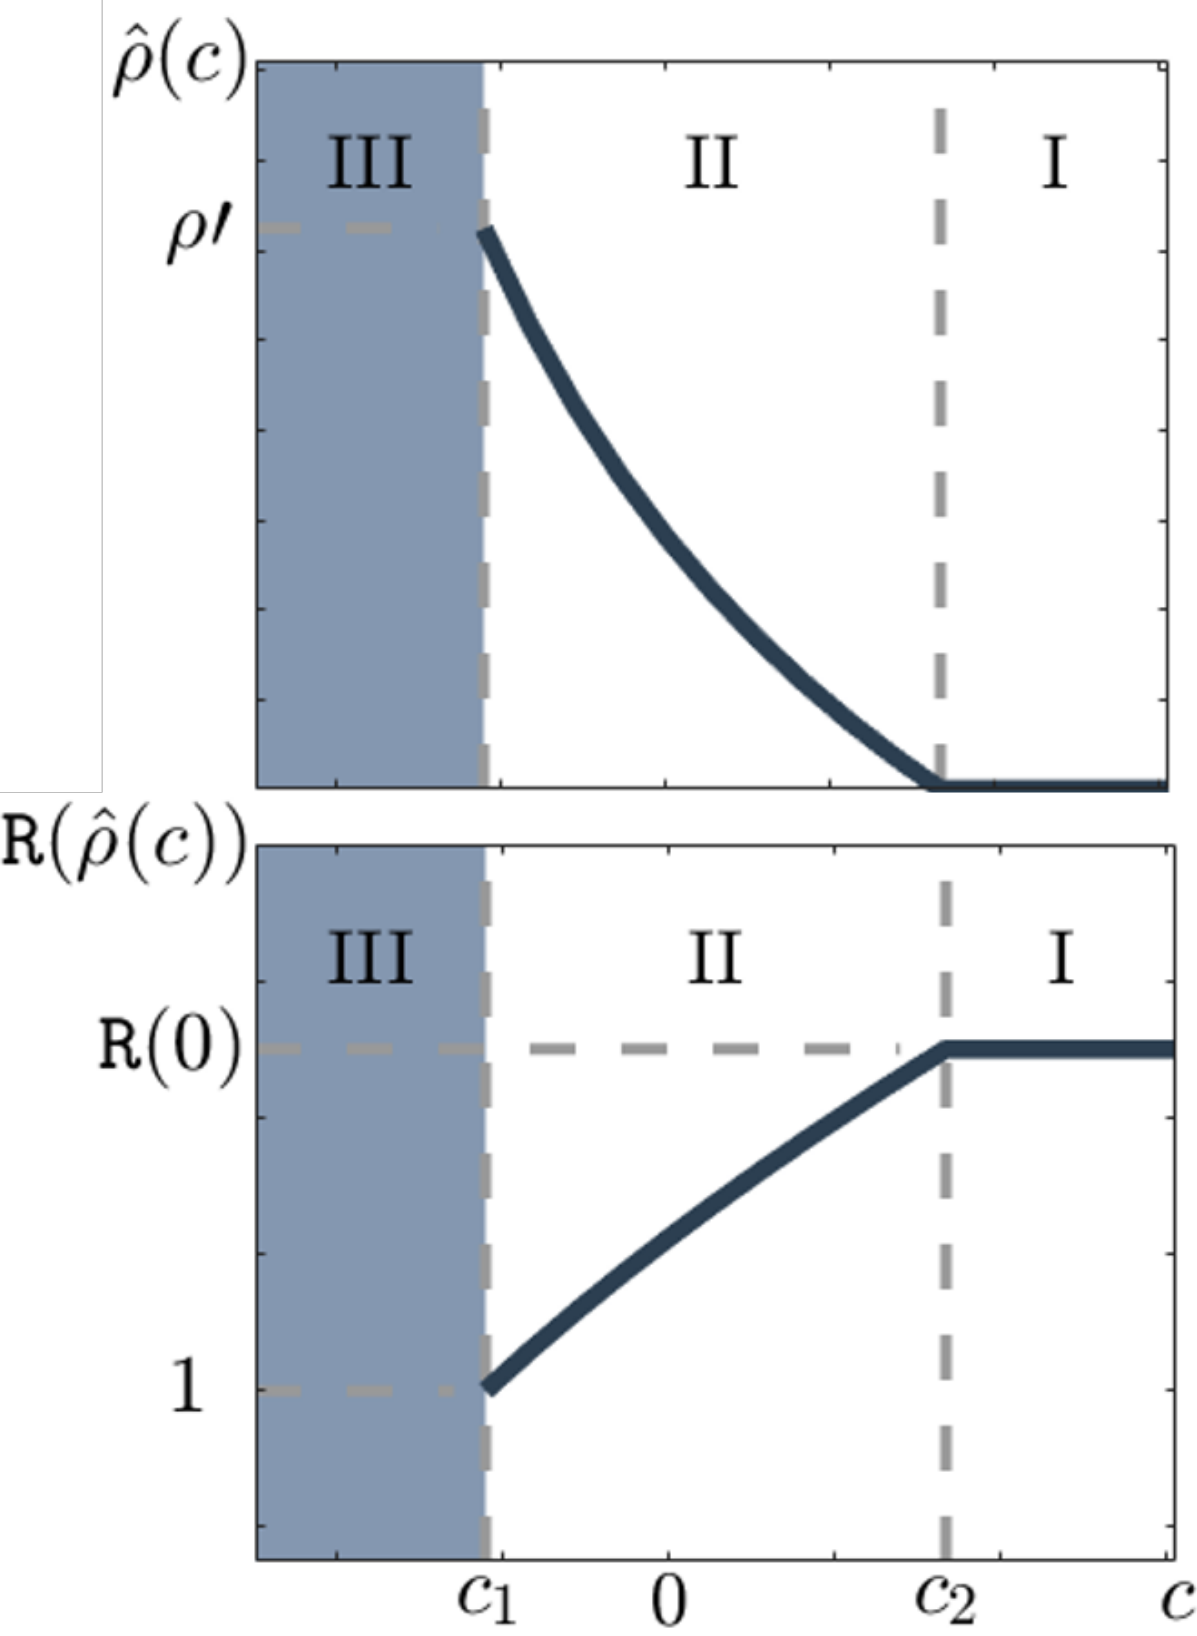 ρ̂(c)
III II I
ρ′
R(ρ̂(c))
III II I
R(0)
1
c₁ 0 c₂ c